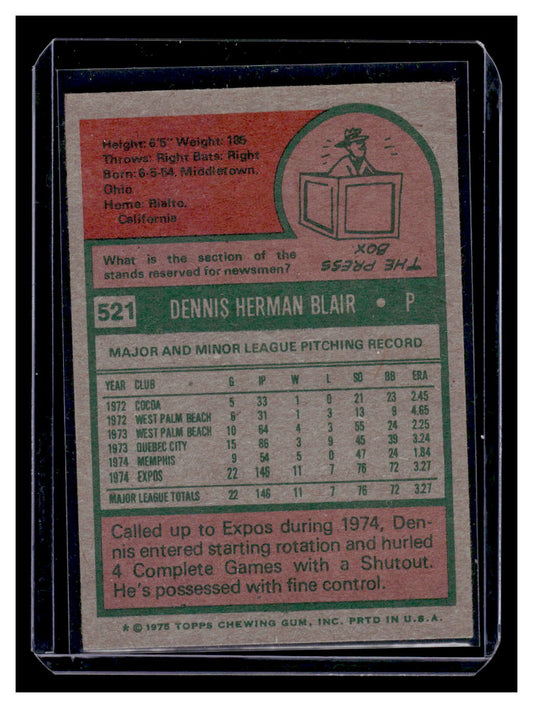 Height: 6'5" Weight: 185
Throws: Right Bats: Right
Born: 6-5-54, Middletown,
Ohio
Home: Rialto,
California
What is the section of the
stands reserved for newsmen?
THE PRESS
BOX
521 DENNIS HERMAN BLAIR • P
MAJOR AND MINOR LEAGUE PITCHING RECORD
YEAR CLUB G IP W L SO BB ERA
1972 COCOA 5 33 1 0 21 23 2.45
1972 WEST PALM BEACH 6 31 1 3 13 9 4.65
1973 WEST PALM BEACH 10 64 4 3 55 24 2.25
1973 QUEBEC CITY 15 86 3 9 45 39 3.24
1974 MEMPHIS 9 54 5 0 47 24 1.84
1974 EXPOS 22 146 11 7 76 72 3.27
MAJOR LEAGUE TOTALS 22 146 11 7 76 72 3.27
Called up to Expos during 1974, Den-
nis entered starting rotation and hurled
4 Complete Games with a Shutout.
He's possessed with fine control.
* © 1975 TOPPS CHEWING GUM, INC. PRTD IN U.S.A.